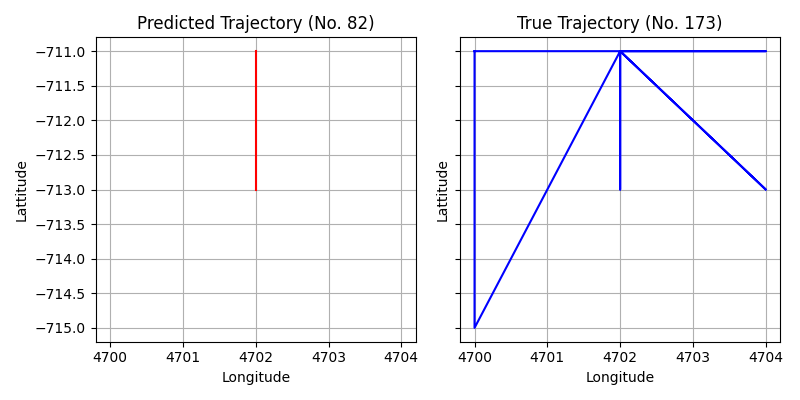 Predicted Trajectory (No. 82)
True Trajectory (No. 173)
−711.0
−711.5
−712.0
−712.5
−713.0
−713.5
−714.0
−714.5
−715.0
Lattitude
Lattitude
4700 4701 4702 4703 4704
4700 4701 4702 4703 4704
Longitude
Longitude